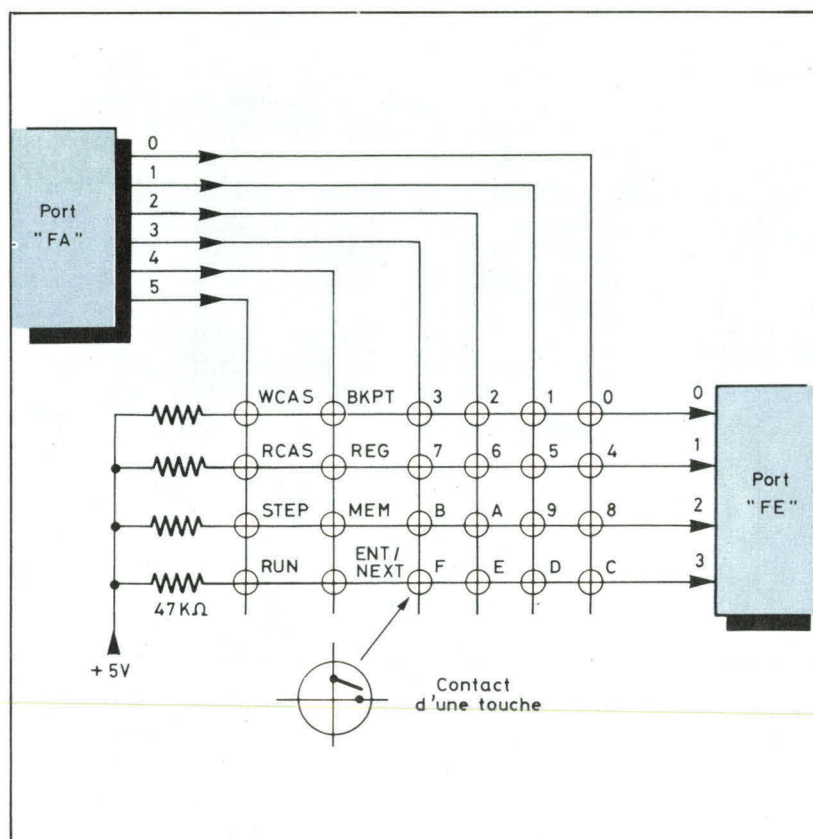 0
1
2
3
4
5
Port
"FA"
WCAS BKPT 3 2 1 0 0
RCAS REG 7 6 5 4 1
STEP MEM B A 9 8 2
RUN ENT/
NEXT F E D C 3
Port
"FE"
47KΩ
+5V
Contact
d'une touche